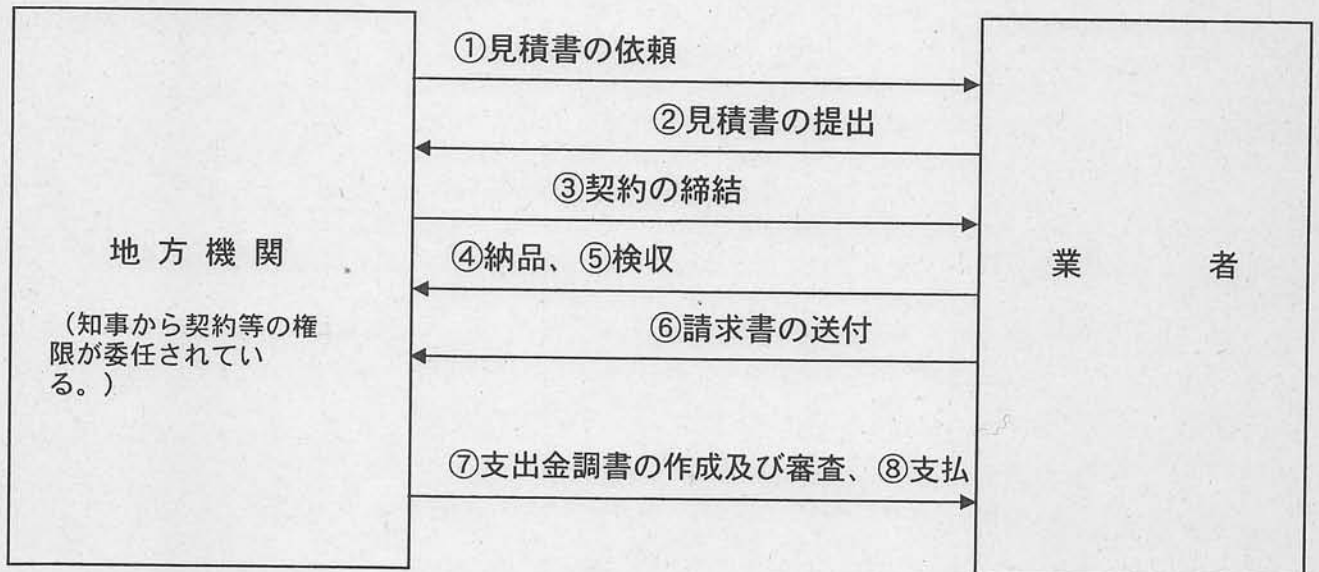 ①見積書の依頼
②見積書の提出
③契約の締結
地方機関
④納品、⑤検収
業者
（知事から契約等の権
限が委任されてい
る。）
⑥請求書の送付
⑦支出金調書の作成及び審査、⑧支払